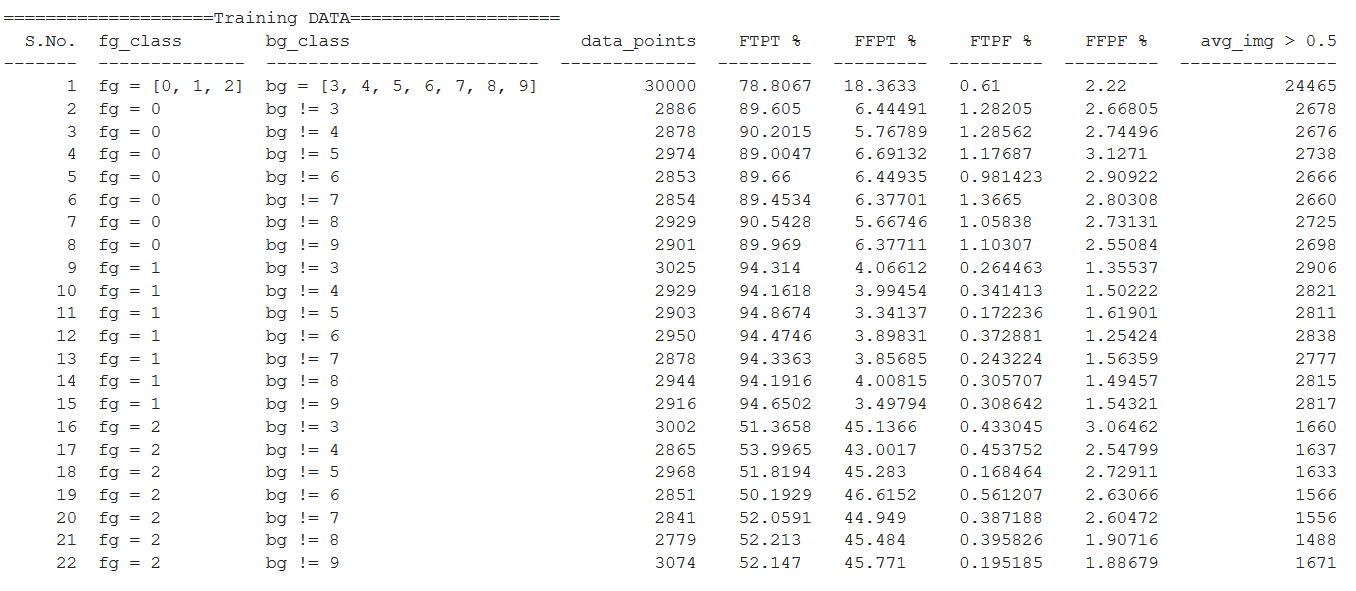 ====================Training DATA====================
S.No. fg_class bg_class data_points FTPT % FFPT % FTPF % FFPF % avg_img > 0.5
------- -------------- -------------------------- ------------- --------- --------- --------- --------- ---------------
1 fg = [0, 1, 2] bg = [3, 4, 5, 6, 7, 8, 9] 30000 78.8067 18.3633 0.61 2.22 24465
2 fg = 0 bg != 3 2886 89.605 6.44491 1.28205 2.66805 2678
3 fg = 0 bg != 4 2878 90.2015 5.76789 1.28562 2.74496 2676
4 fg = 0 bg != 5 2974 89.0047 6.69132 1.17687 3.1271 2738
5 fg = 0 bg != 6 2853 89.66 6.44935 0.981423 2.90922 2666
6 fg = 0 bg != 7 2854 89.4534 6.37701 1.3665 2.80308 2660
7 fg = 0 bg != 8 2929 90.5428 5.66746 1.05838 2.73131 2725
8 fg = 0 bg != 9 2901 89.969 6.37711 1.10307 2.55084 2698
9 fg = 1 bg != 3 3025 94.314 4.06612 0.264463 1.35537 2906
10 fg = 1 bg != 4 2929 94.1618 3.99454 0.341413 1.50222 2821
11 fg = 1 bg != 5 2903 94.8674 3.34137 0.172236 1.61901 2811
12 fg = 1 bg != 6 2950 94.4746 3.89831 0.372881 1.25424 2838
13 fg = 1 bg != 7 2878 94.3363 3.85685 0.243224 1.56359 2777
14 fg = 1 bg != 8 2944 94.1916 4.00815 0.305707 1.49457 2815
15 fg = 1 bg != 9 2916 94.6502 3.49794 0.308642 1.54321 2817
16 fg = 2 bg != 3 3002 51.3658 45.1366 0.433045 3.06462 1660
17 fg = 2 bg != 4 2865 53.9965 43.0017 0.453752 2.54799 1637
18 fg = 2 bg != 5 2968 51.8194 45.283 0.168464 2.72911 1633
19 fg = 2 bg != 6 2851 50.1929 46.6152 0.561207 2.63066 1566
20 fg = 2 bg != 7 2841 52.0591 44.949 0.387188 2.60472 1556
21 fg = 2 bg != 8 2779 52.213 45.484 0.395826 1.90716 1488
22 fg = 2 bg != 9 3074 52.147 45.771 0.195185 1.88679 1671